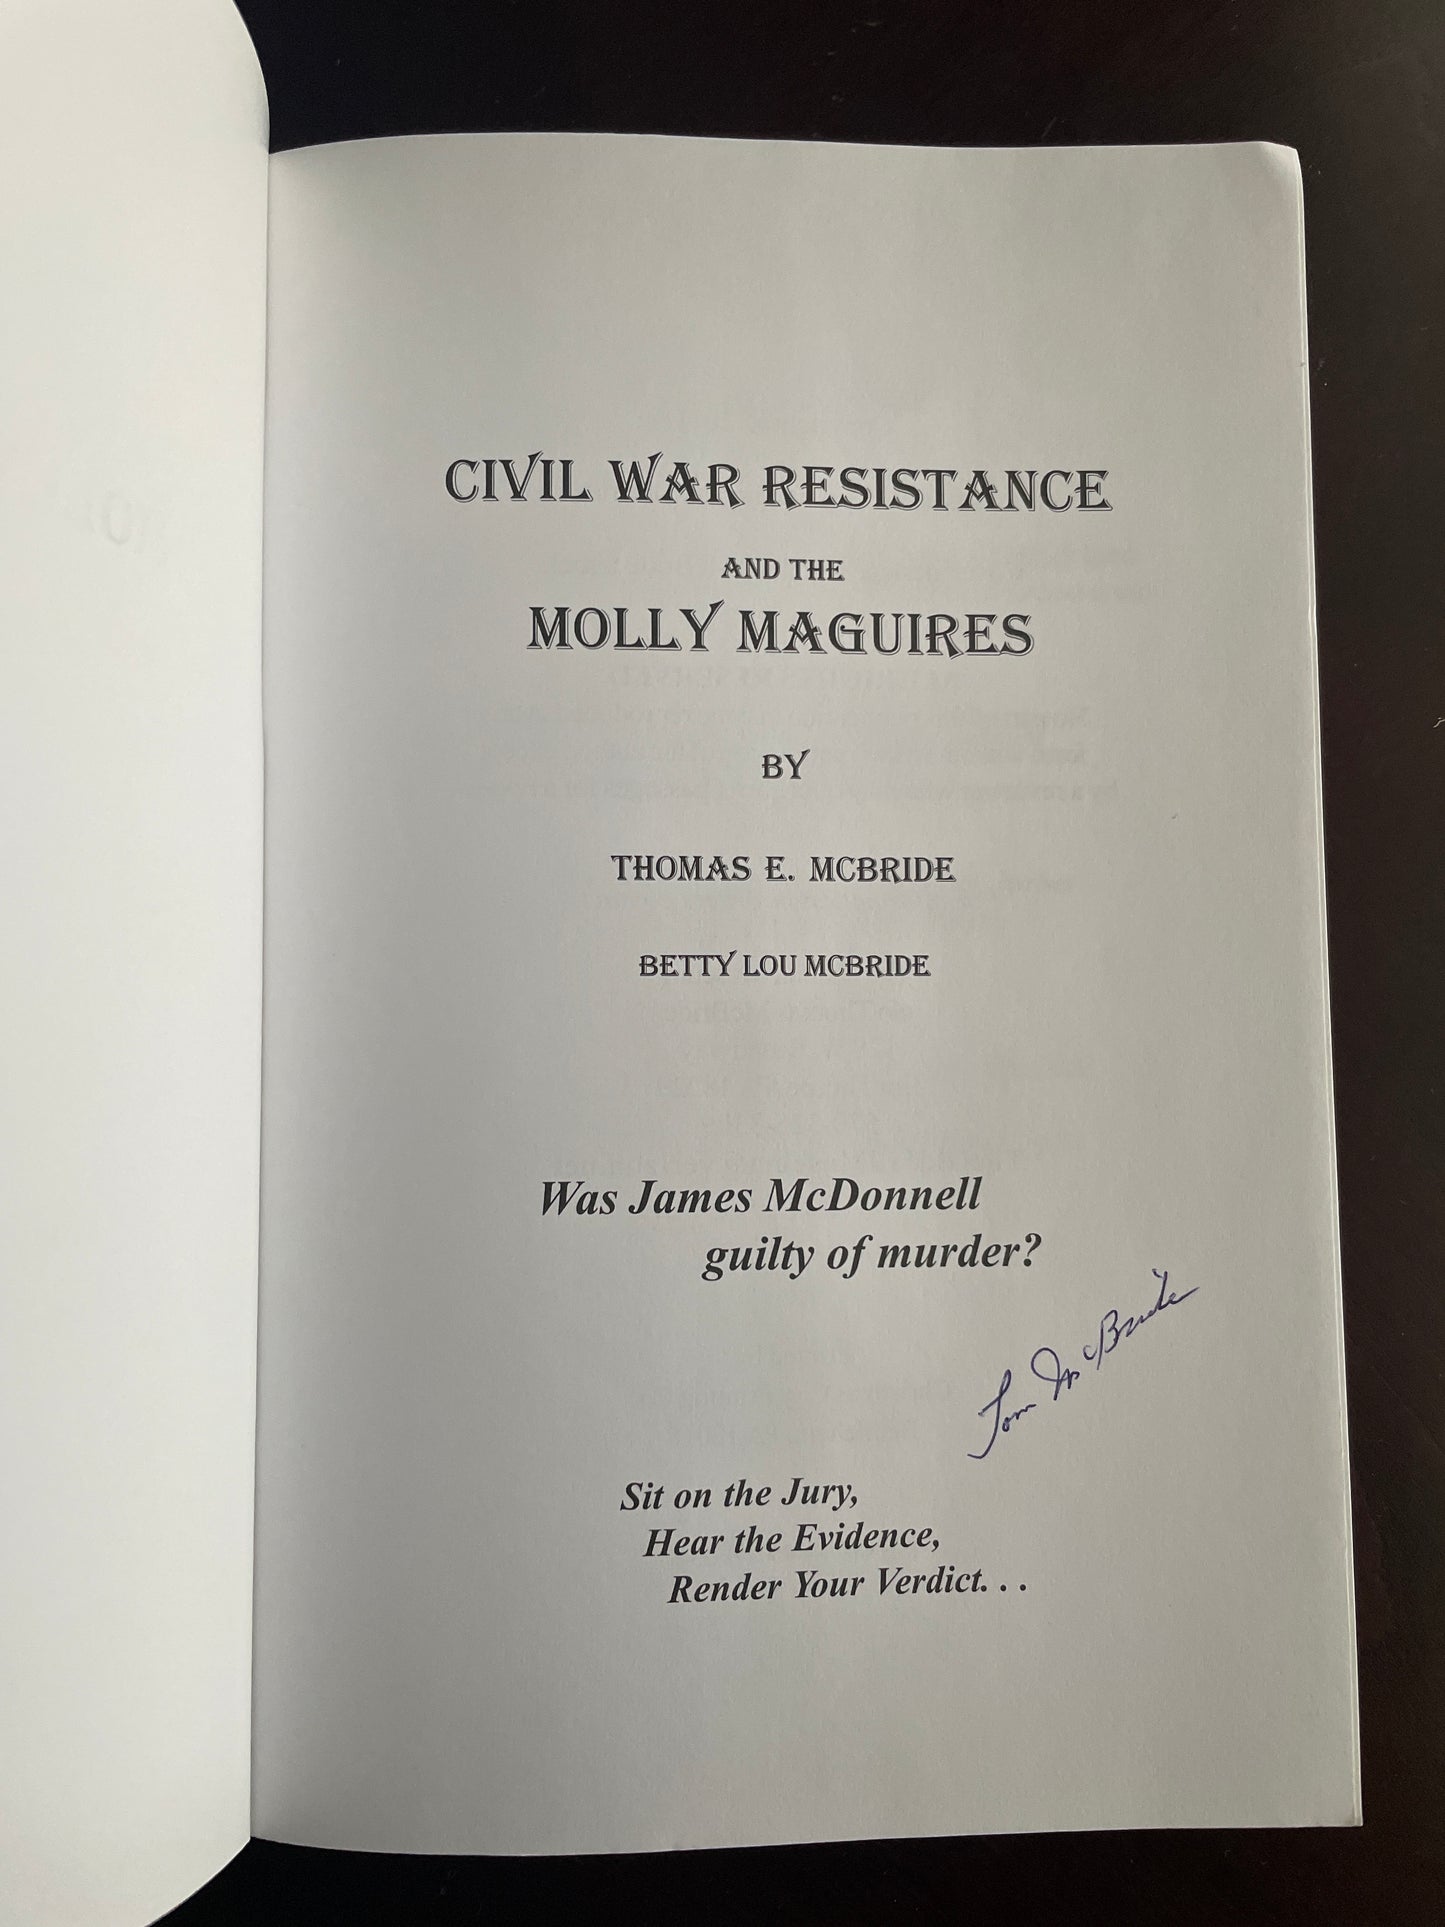 CIVIL WAR RESISTANCE
AND THE
MOLLY MAGUIRES
BY
THOMAS E. MCBRIDE
BETTY LOU MCBRIDE
Was James McDonnell
guilty of murder?
Tom McBride
Sit on the Jury,
Hear the Evidence,
Render Your Verdict. . .